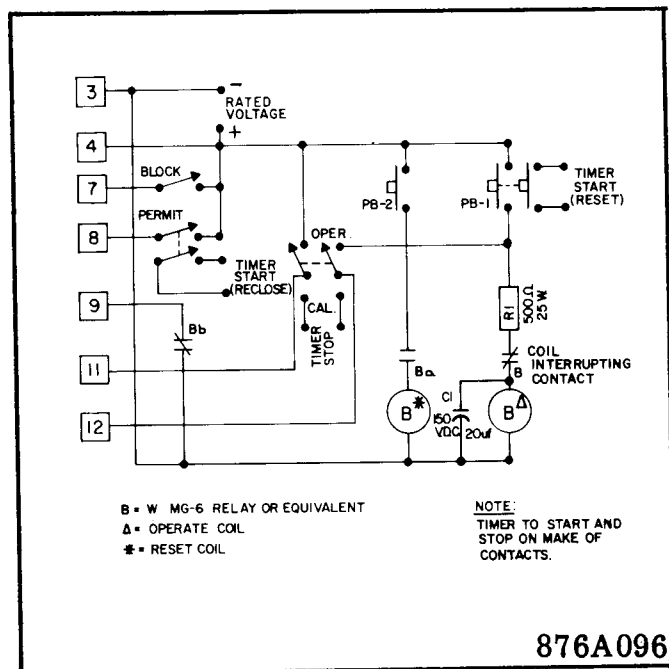 3
−
RATED
VOLTAGE
+
4
7
BLOCK
PB-2
PB-1
TIMER
START
(RESET)
PERMIT
8
OPER.
TIMER
START
(RECLOSE)
9
Bb
CAL.
TIMER
STOP
R1
500Ω
25W
COIL
INTERRUPTING
CONTACT
B
11
Ba
C1
150
V.D.C
20uf
B*
BΔ
12
B = W MG-6 RELAY OR EQUIVALENT
Δ = OPERATE COIL
* = RESET COIL
NOTE:
TIMER TO START AND
STOP ON MAKE OF
CONTACTS.
876A096